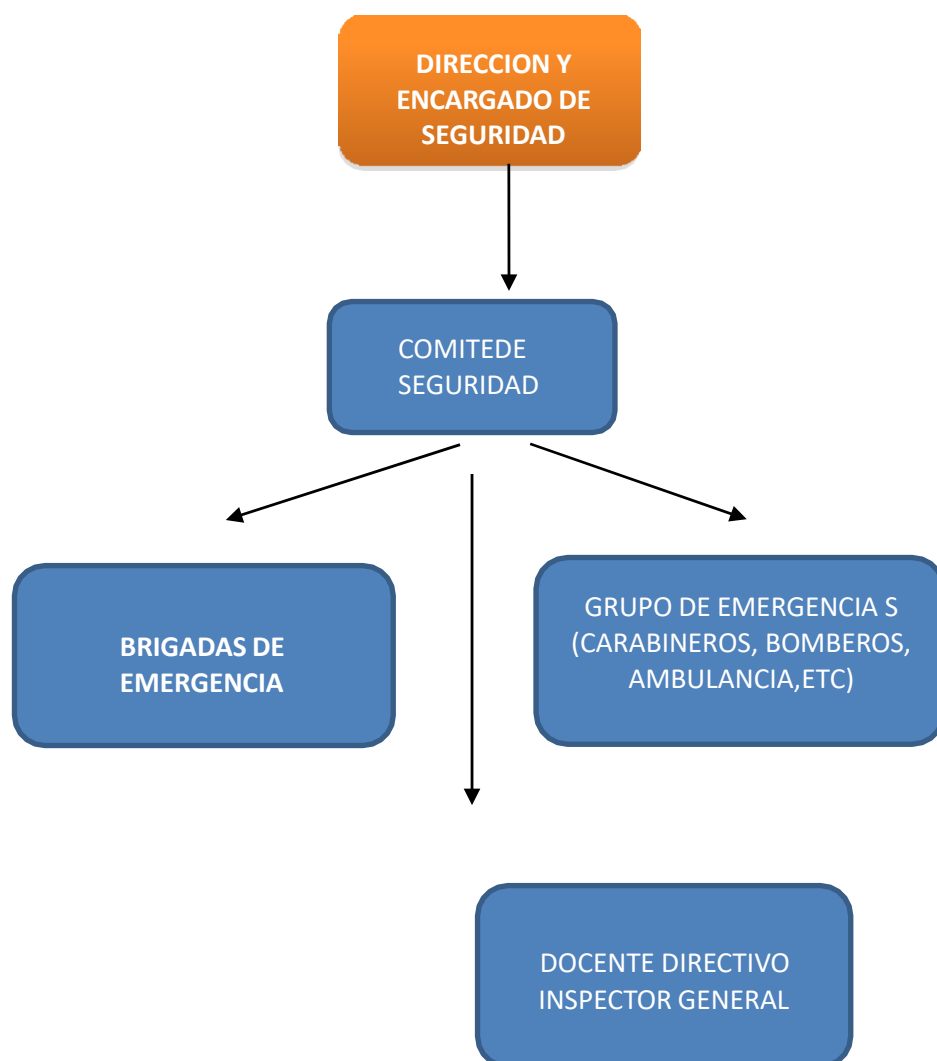 DIRECCION Y
ENCARGADO DE
SEGURIDAD
COMITEDE
SEGURIDAD
BRIGADAS DE
EMERGENCIA
GRUPO DE EMERGENCIA S
(CARABINEROS, BOMBEROS,
AMBULANCIA,ETC)
DOCENTE DIRECTIVO
INSPECTOR GENERAL